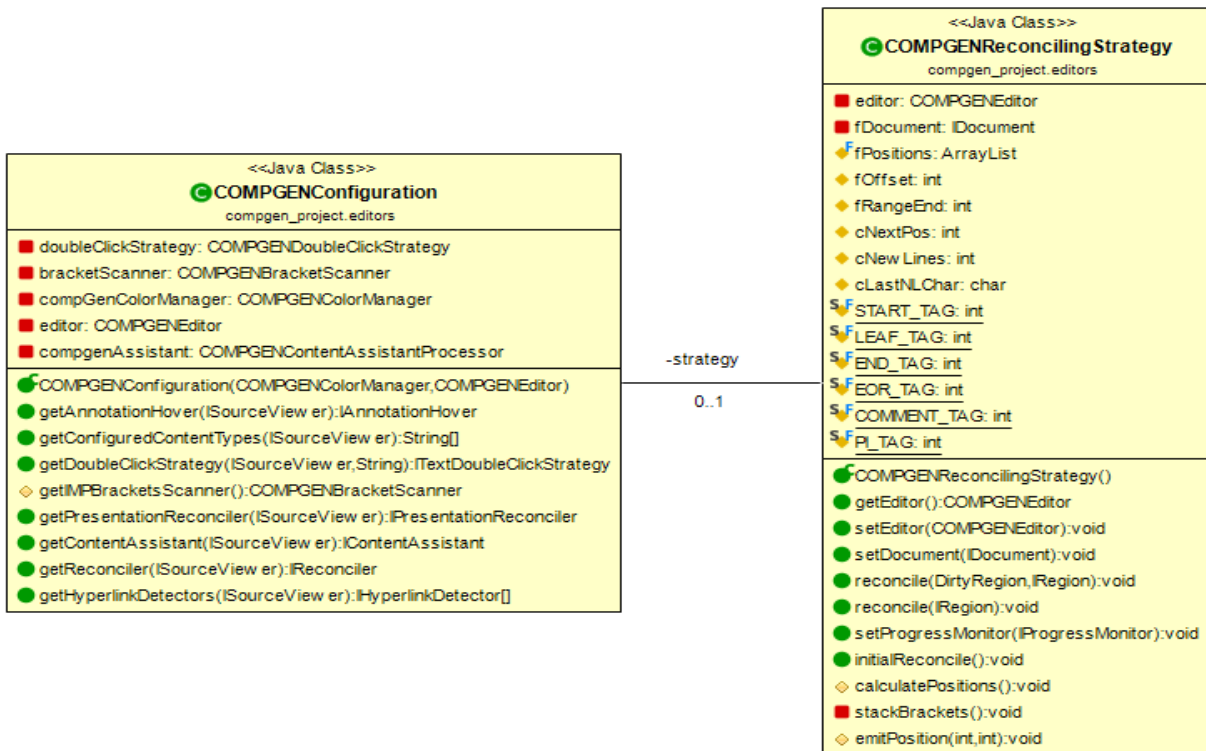 <<Java Class>>
COMPGENConfiguration
compgen_project.editors
doubleClickStrategy: COMPGENDoubleClickStrategy
bracketScanner: COMPGENBracketScanner
compGenColorManager: COMPGENColorManager
editor: COMPGENEditor
compgenAssistant: COMPGENContentAssistantProcessor
COMPGENConfiguration(COMPGENColorManager,COMPGENEditor)
getAnnotationHover(ISourceViewer):IAnnotationHover
getConfiguredContentTypes(ISourceViewer):String[]
getDoubleClickStrategy(ISourceViewer,String):ITextDoubleClickStrategy
getIMPBracketsScanner():COMPGENBracketScanner
getPresentationReconciler(ISourceViewer):IPresentationReconciler
getContentAssistant(ISourceViewer):IContentAssistant
getReconciler(ISourceViewer):IReconciler
getHyperlinkDetectors(ISourceViewer):IHyperlinkDetector[]
-strategy
0..1
<<Java Class>>
COMPGENReconcilingStrategy
compgen_project.editors
editor: COMPGENEditor
fDocument: IDocument
fPositions: ArrayList
fOffset: int
fRangeEnd: int
cNextPos: int
cNewLines: int
cLastNLChar: char
START_TAG: int
LEAF_TAG: int
END_TAG: int
EOR_TAG: int
COMMENT_TAG: int
PI_TAG: int
COMPGENReconcilingStrategy()
getEditor():COMPGENEditor
setEditor(COMPGENEditor):void
setDocument(IDocument):void
reconcile(DirtyRegion,IRegion):void
reconcile(IRegion):void
setProgressMonitor(IProgressMonitor):void
initialReconcile():void
calculatePositions():void
stackBrackets():void
emitPosition(int,int):void